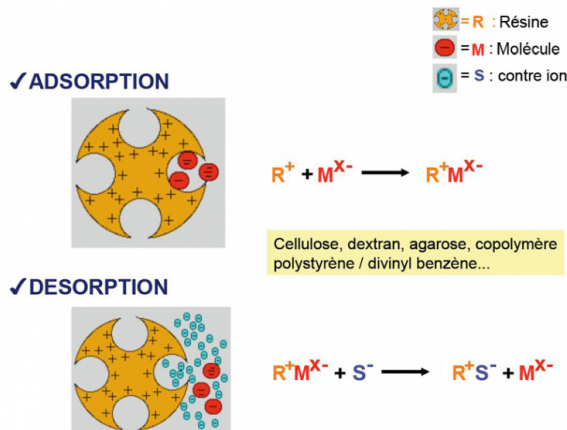 = R : Résine
= M : Molécule
= S : contre ion
✓ADSORPTION
R⁺ + Mˣ⁻ → R⁺Mˣ⁻
Cellulose, dextran, agarose, copolymère
polystyrène / divinyl benzène...
✓DESORPTION
R⁺Mˣ⁻ + S⁻ → R⁺S⁻ + Mˣ⁻